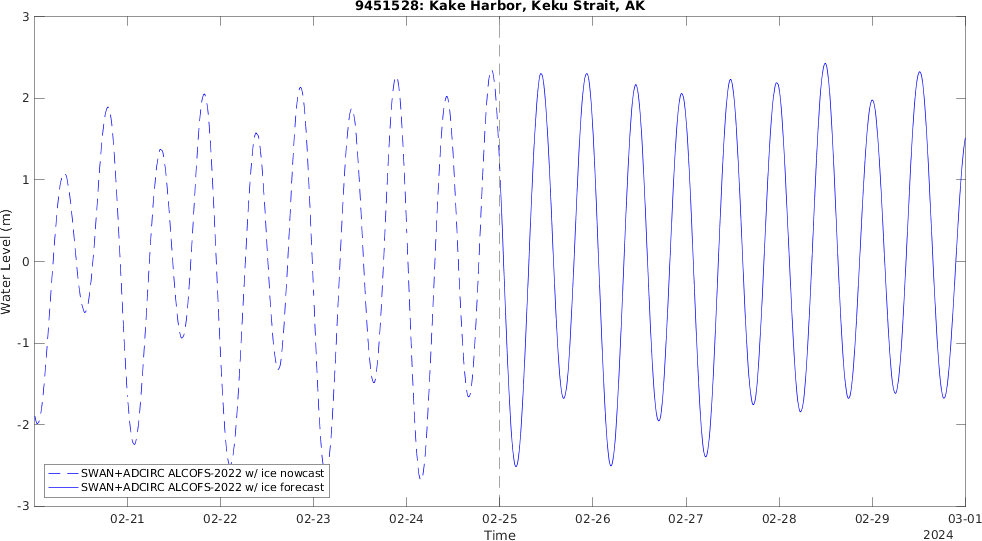 9451528: Kake Harbor, Keku Strait, AK
Water Level (m)
3
2
1
0
-1
-2
-3
SWAN+ADCIRC ALCOFS-2022 w/ ice nowcast
SWAN+ADCIRC ALCOFS-2022 w/ ice forecast
02-21 02-22 02-23 02-24 02-25 02-26 02-27 02-28 02-29 03-01
Time
2024